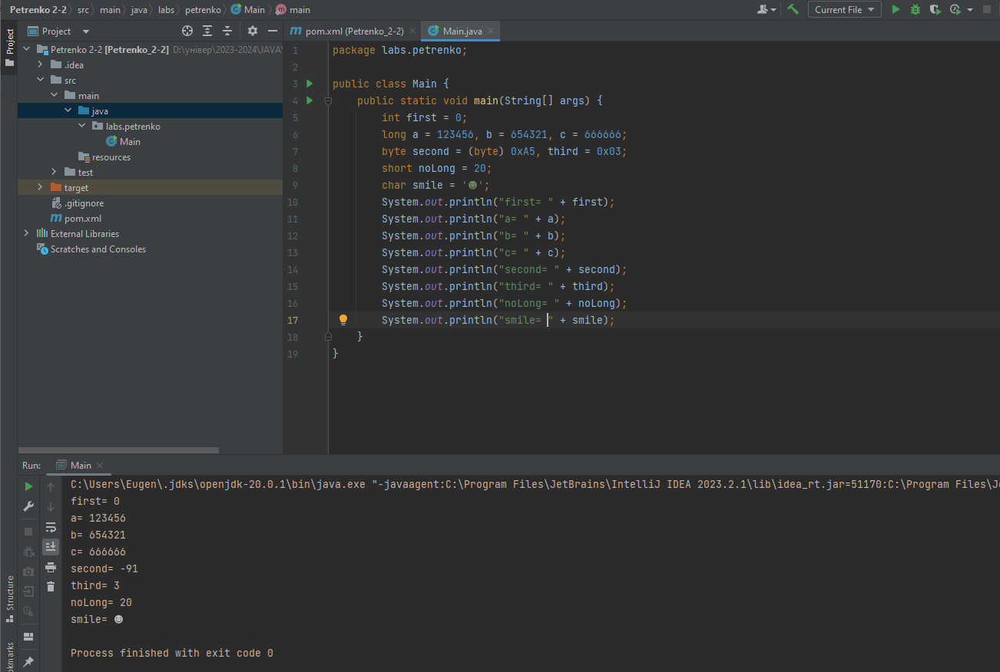 Petrenko 2-2 src main java labs petrenko Main main
Current File
Project
Project
pom.xml (Petrenko_2-2)
Main.java
Petrenko 2-2 [Petrenko_2-2] D:\універ\2023-2024\JAVA\
.idea
src
main
java
labs.petrenko
Main
resources
test
target
.gitignore
pom.xml
External Libraries
Scratches and Consoles
1 package labs.petrenko;
2
3 public class Main {
4 public static void main(String[] args) {
5 int first = 0;
6 long a = 123456, b = 654321, c = 666666;
7 byte second = (byte) 0xA5, third = 0x03;
8 short noLong = 20;
9 char smile = '☻';
10 System.out.println("first= " + first);
11 System.out.println("a= " + a);
12 System.out.println("b= " + b);
13 System.out.println("c= " + c);
14 System.out.println("second= " + second);
15 System.out.println("third= " + third);
16 System.out.println("noLong= " + noLong);
17 System.out.println("smile= " + smile);
18 }
19 }
Run: Main
C:\Users\Eugen\.jdks\openjdk-20.0.1\bin\java.exe "-javaagent:C:\Program Files\JetBrains\IntelliJ IDEA 2023.2.1\lib\idea_rt.jar=51170:C:\Program Files\Je
first= 0
a= 123456
b= 654321
c= 666666
second= -91
third= 3
noLong= 20
smile= ☻
Process finished with exit code 0
Structure